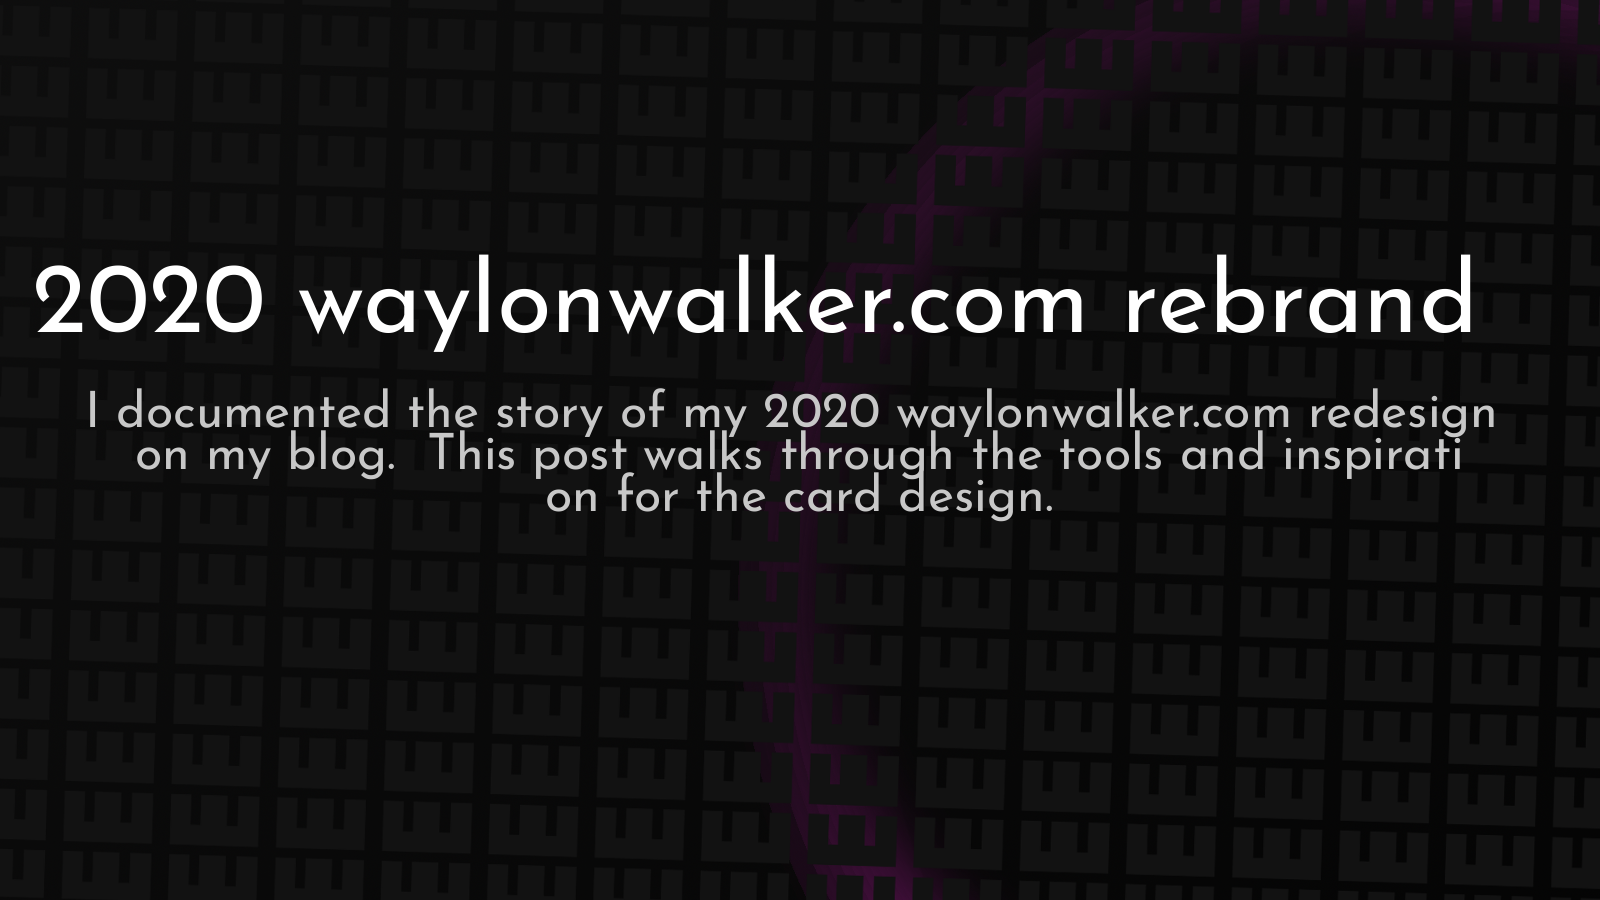 2020 waylonwalker.com rebrand
I documented the story of my 2020 waylonwalker.com redesign
on my blog.  This post walks through the tools and inspirati
on for the card design.